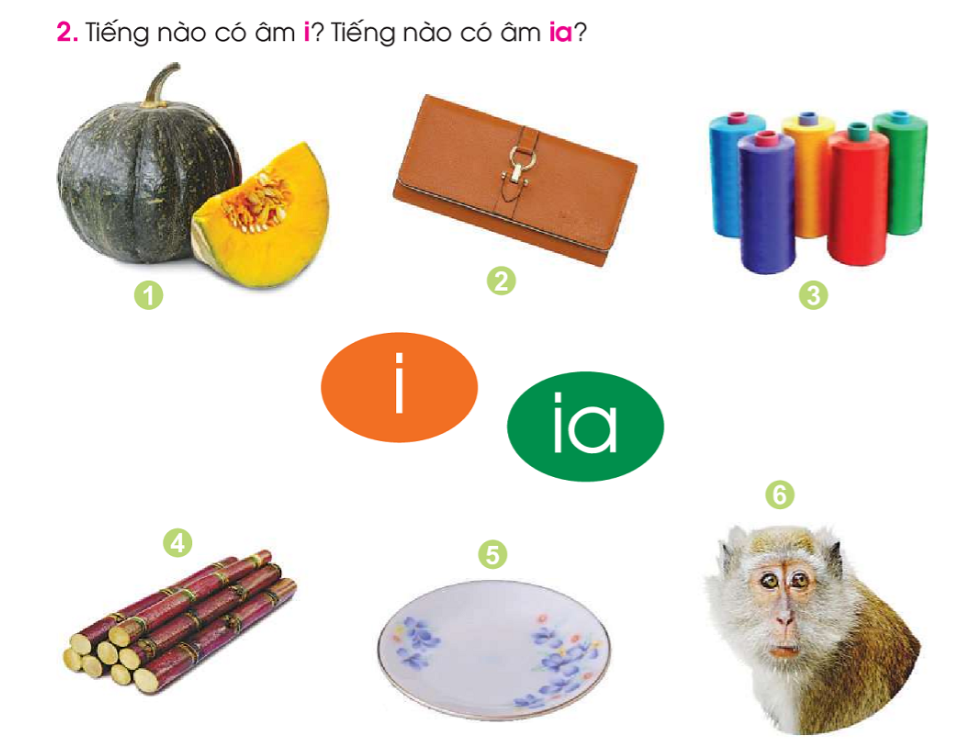 2. Tiếng nào có âm i? Tiếng nào có âm ia?
1
2
3
i
ia
4
5
6